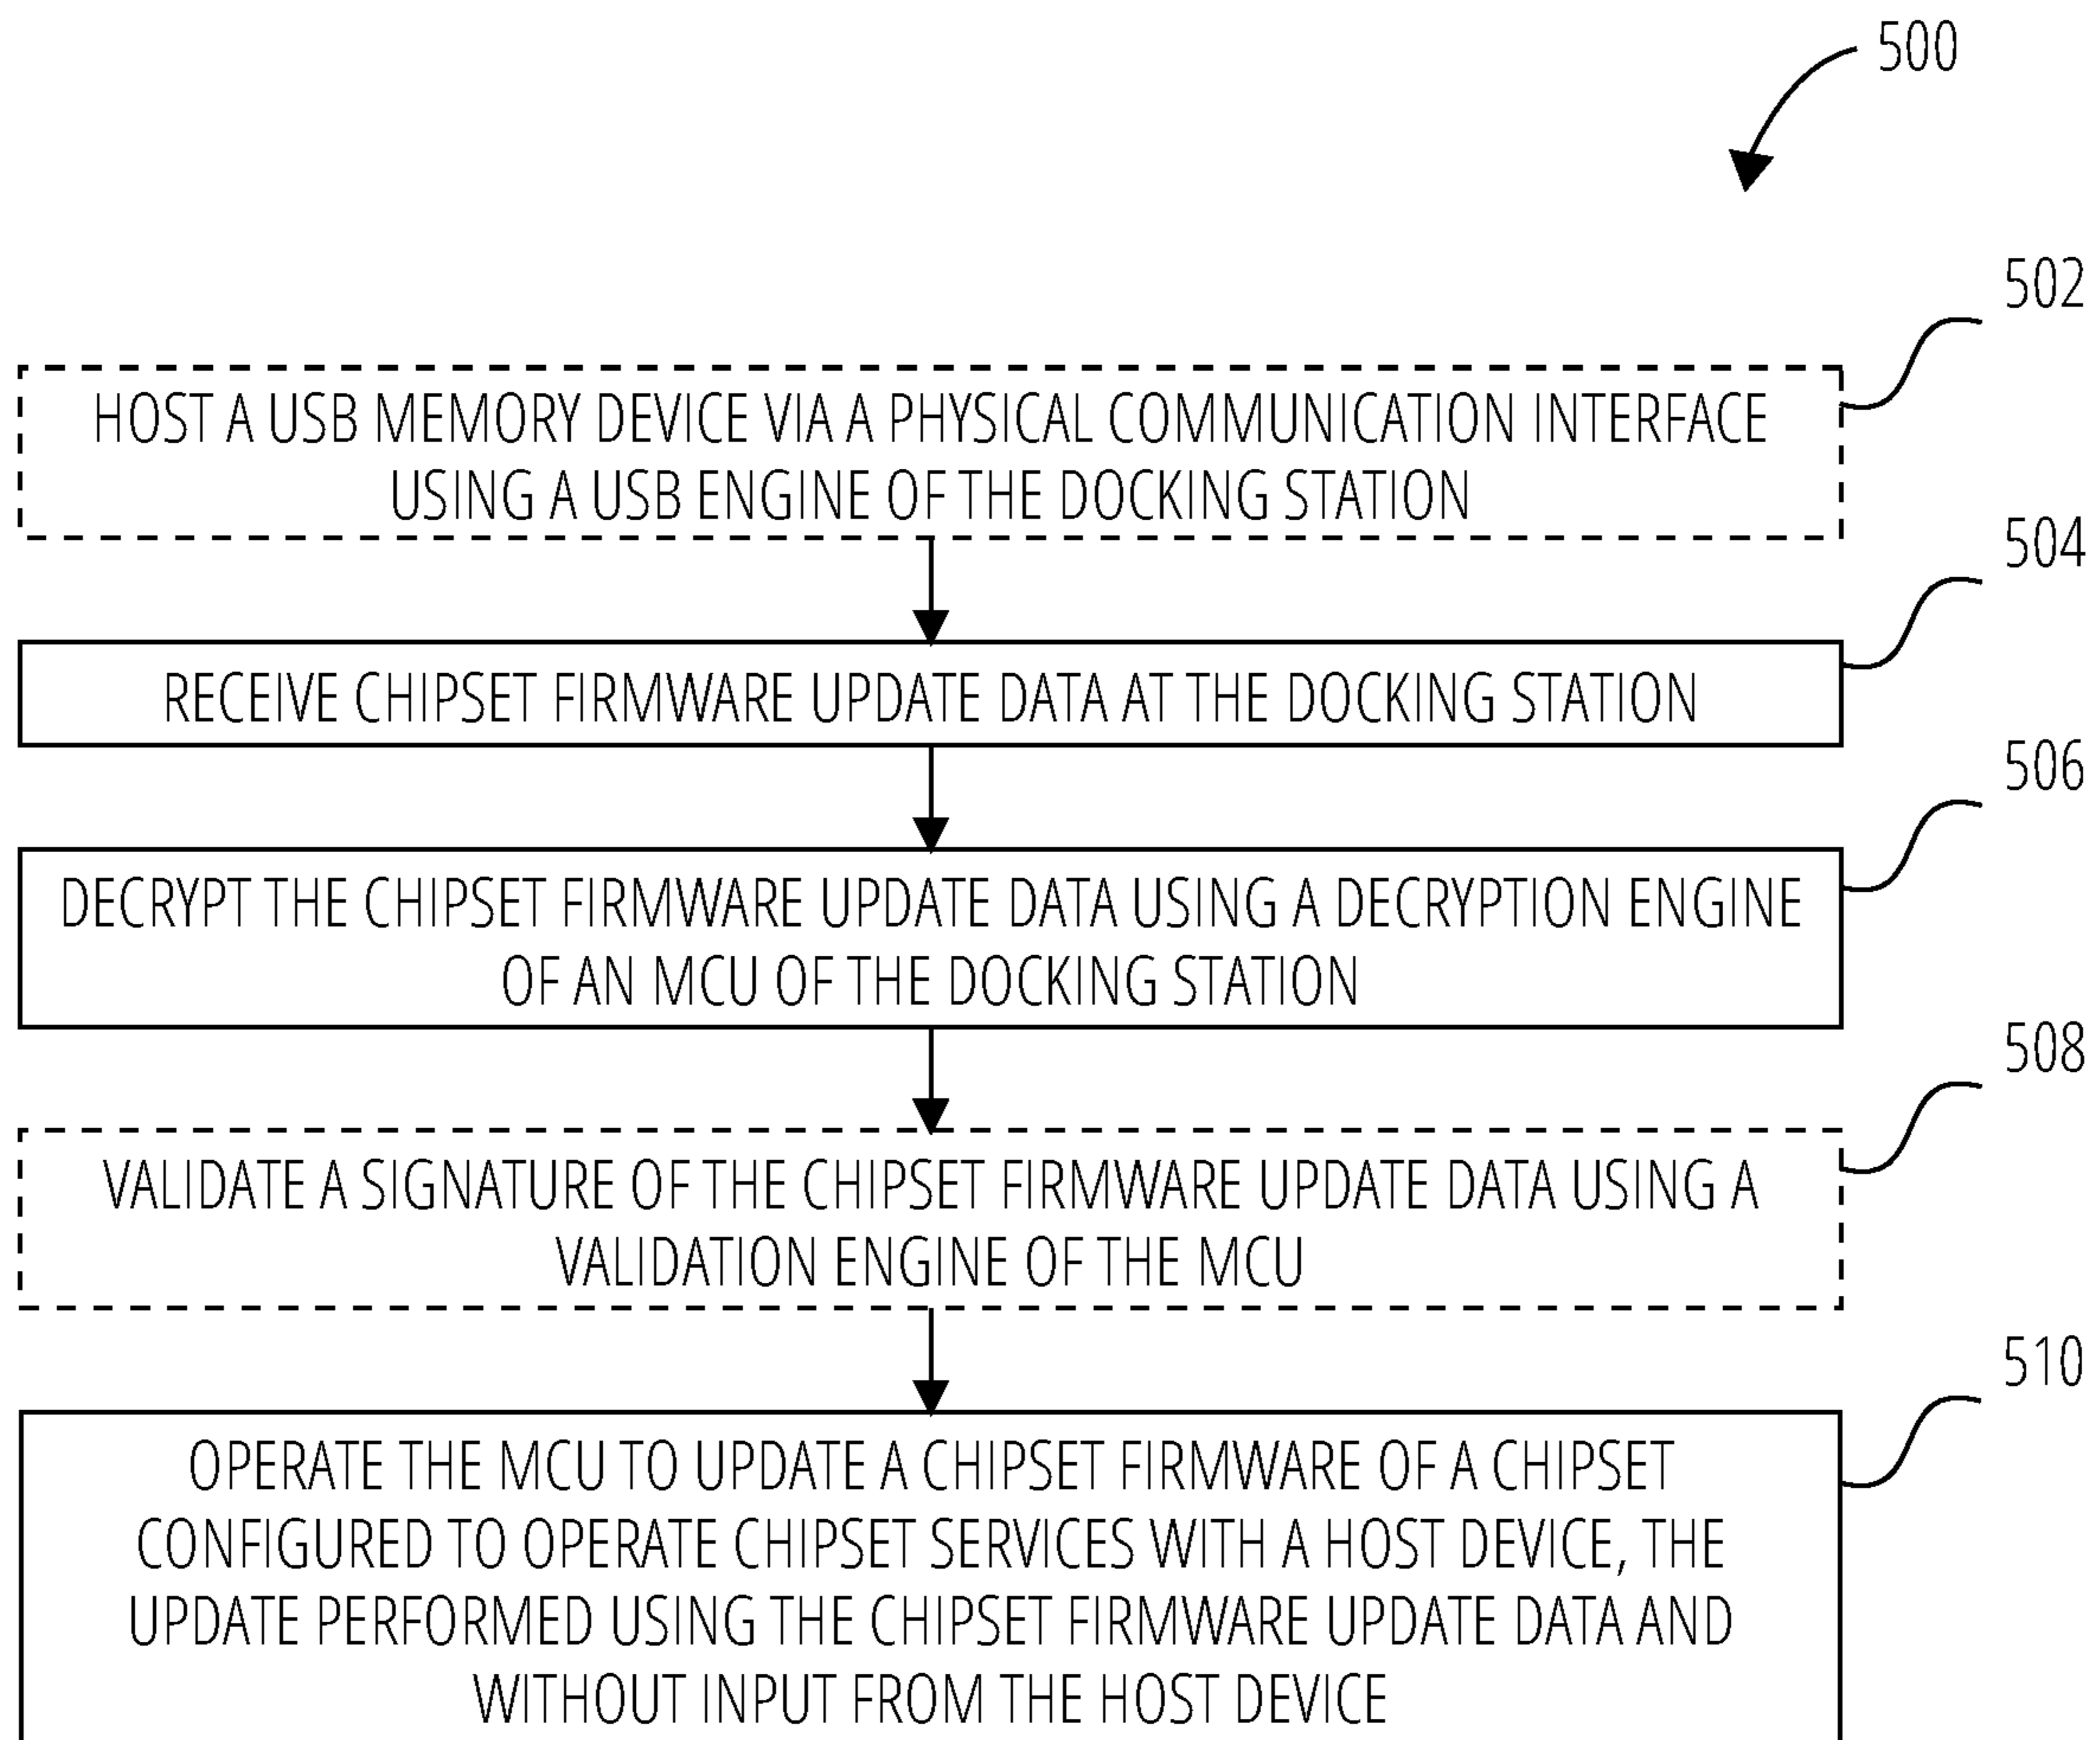 500
502
HOST A USB MEMORY DEVICE VIA A PHYSICAL COMMUNICATION INTERFACE
USING A USB ENGINE OF THE DOCKING STATION
504
RECEIVE CHIPSET FIRMWARE UPDATE DATA AT THE DOCKING STATION
506
DECRYPT THE CHIPSET FIRMWARE UPDATE DATA USING A DECRYPTION ENGINE
OF AN MCU OF THE DOCKING STATION
508
VALIDATE A SIGNATURE OF THE CHIPSET FIRMWARE UPDATE DATA USING A
VALIDATION ENGINE OF THE MCU
510
OPERATE THE MCU TO UPDATE A CHIPSET FIRMWARE OF A CHIPSET
CONFIGURED TO OPERATE CHIPSET SERVICES WITH A HOST DEVICE, THE
UPDATE PERFORMED USING THE CHIPSET FIRMWARE UPDATE DATA AND
WITHOUT INPUT FROM THE HOST DEVICE